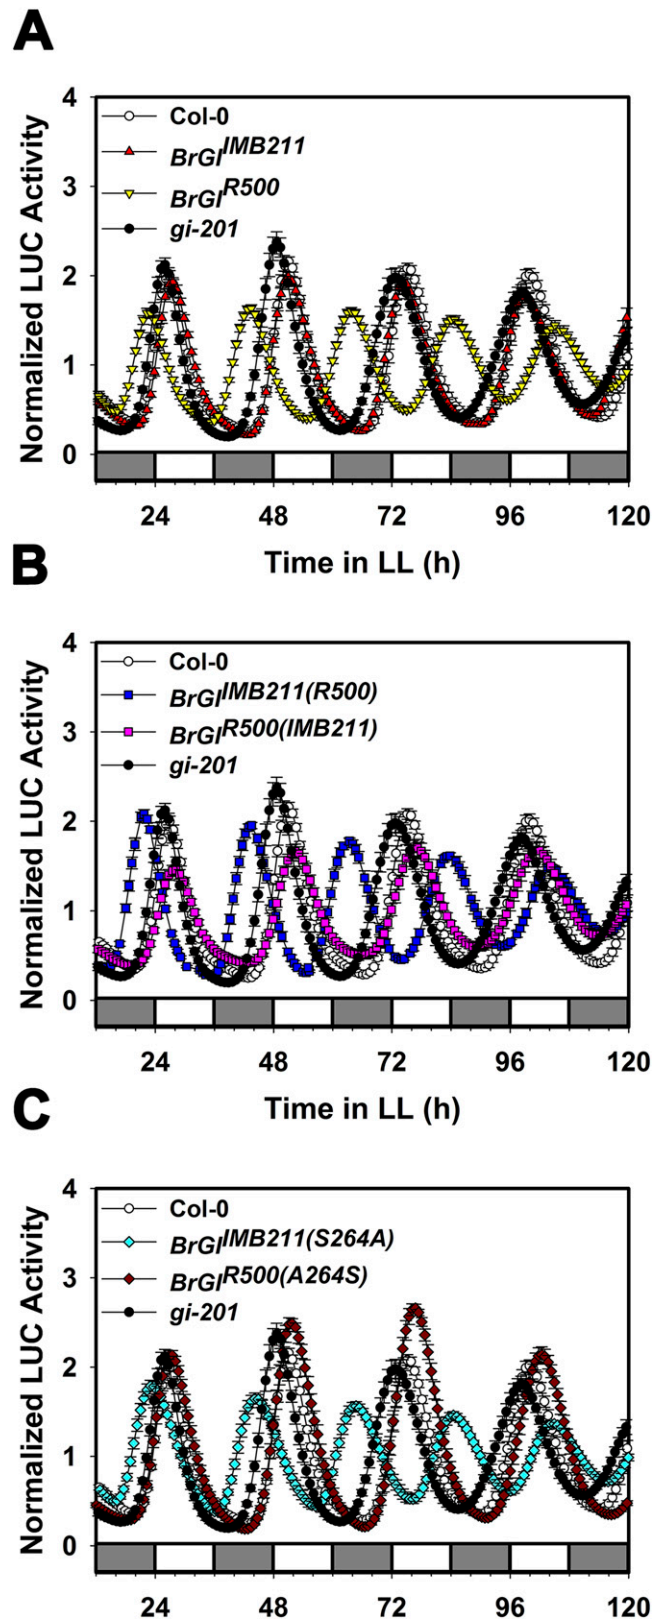 A
Normalized LUC Activity
4
3
2
1
0
Col-0
BrGI^IMB211
BrGI^R500
gi-201
24 48 72 96 120
Time in LL (h)
B
Normalized LUC Activity
4
3
2
1
0
Col-0
BrGI^IMB211(R500)
BrGI^R500(IMB211)
gi-201
24 48 72 96 120
Time in LL (h)
C
Normalized LUC Activity
4
3
2
1
0
Col-0
BrGI^IMB211(S264A)
BrGI^R500(A264S)
gi-201
24 48 72 96 120